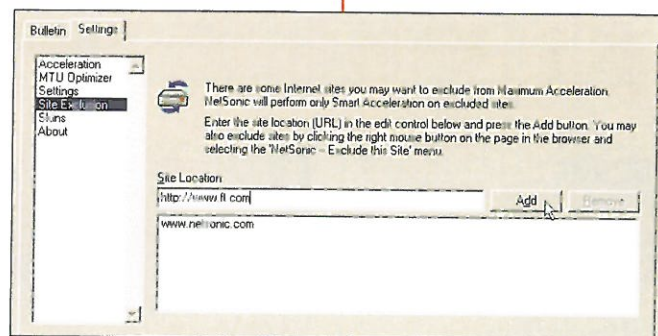 Bulletin Settings
Acceleration
MTU Optimizer
Settings
Site Exclusion
Skins
About
There are some Internet sites you may want to exclude from Maximum Acceleration.
NetSonic will perform only Smart Acceleration on excluded sites.
Enter the site location (URL) in the edit control below and press the Add button. You may
also exclude sites by clicking the right mouse button on the page in the browser and
selecting the 'NetSonic - Exclude this Site' menu.
Site Location
http://www.fl.com
Add Remove
www.netsonic.com